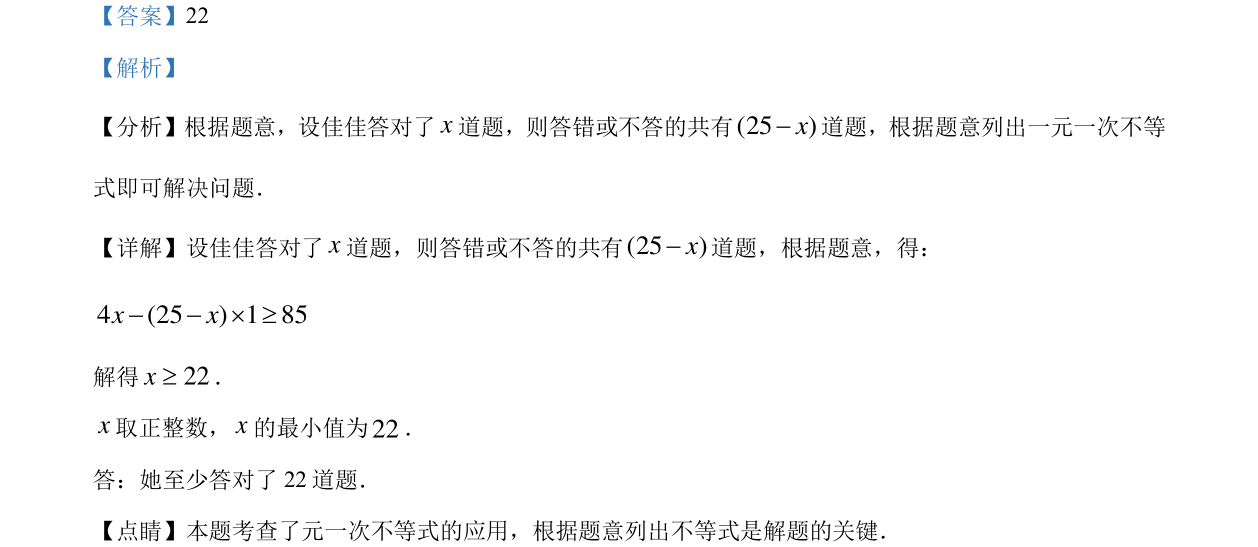 【答案】22
【解析】
【分析】根据题意，设佳佳答对了 x 道题，则答错或不答的共有(25－x)道题，根据题意列出一元一次不等
式即可解决问题．
【详解】设佳佳答对了 x 道题，则答错或不答的共有(25－x)道题，根据题意，得：
4x－(25－x)×1≥85
解得 x≥22．
x 取正整数，x 的最小值为22．
答：她至少答对了 22 道题．
【点睛】本题考查了元一次不等式的应用，根据题意列出不等式是解题的关键．